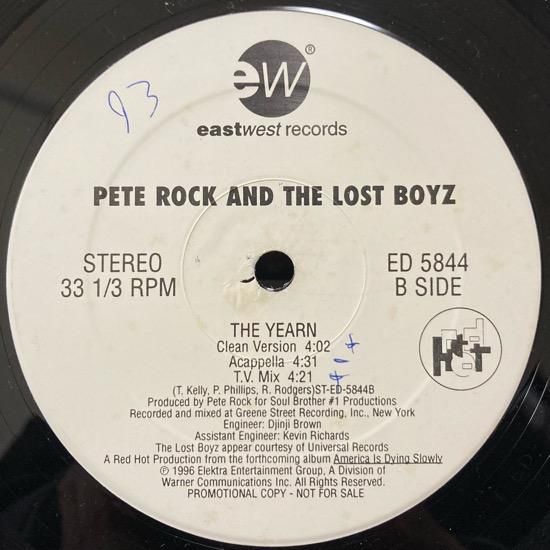 ew®
eastwest records
93
PETE ROCK AND THE LOST BOYZ
STEREO
33 1/3 RPM
ED 5844
B SIDE
red hot
THE YEARN
Clean Version 4:02
Acappella 4:31
T.V. Mix 4:21
(T. Kelly, P. Phillips, R. Rodgers)ST-ED-5844B
Produced by Pete Rock for Soul Brother #1 Productions
Recorded and mixed at Greene Street Recording, Inc., New York
Engineer: Djinji Brown
Assistant Engineer: Kevin Richards
The Lost Boyz appear courtesy of Universal Records
A Red Hot Production from the forthcoming album America Is Dying Slowly
℗ © 1996 Elektra Entertainment Group, A Division of
Warner Communications Inc. All Rights Reserved.
PROMOTIONAL COPY - NOT FOR SALE